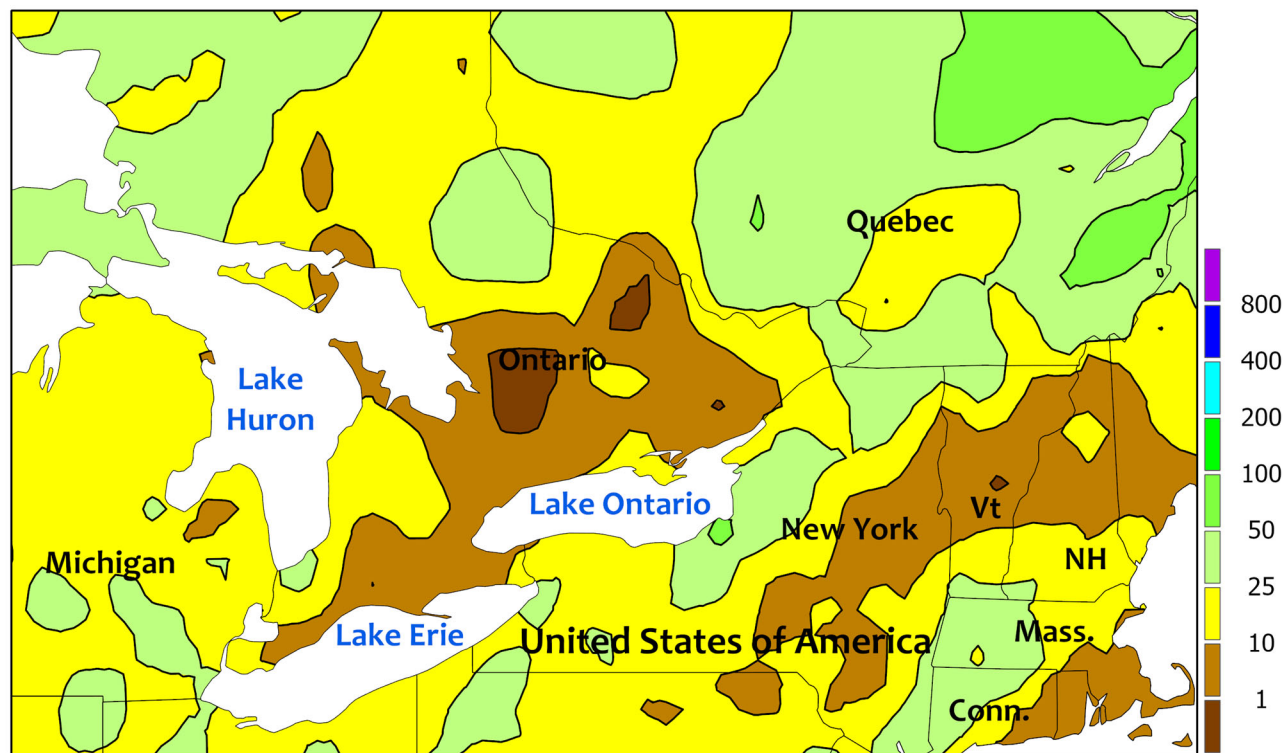 Quebec
800
Ontario
400
Lake
Huron
200
100
Lake Ontario
Vt
New York
50
Michigan
NH
25
Lake Erie
United States of America
Mass.
10
Conn.
1